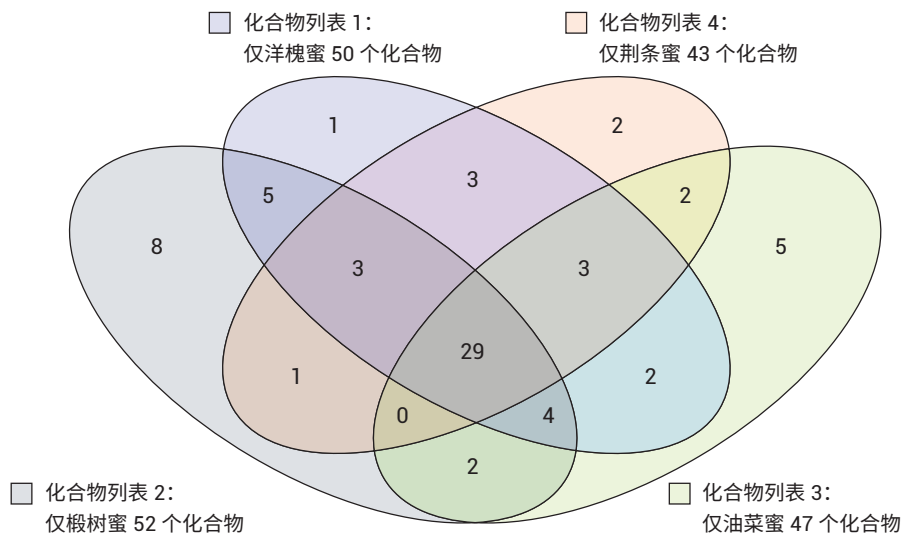 化合物列表 1：
仅洋槐蜜 50 个化合物
化合物列表 4：
仅荆条蜜 43 个化合物
1
2
3
5
2
8
5
3
3
29
1
2
0
4
2
化合物列表 2：
仅椴树蜜 52 个化合物
化合物列表 3：
仅油菜蜜 47 个化合物